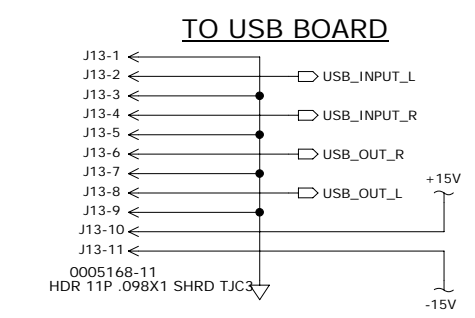 TO USB BOARD
J13-1
J13-2
USB_INPUT_L
J13-3
J13-4
USB_INPUT_R
J13-5
J13-6
USB_OUT_R
J13-7
+15V
J13-8
USB_OUT_L
J13-9
J13-10
J13-11
0005168-11
HDR 11P .098X1 SHRD TJC3
-15V